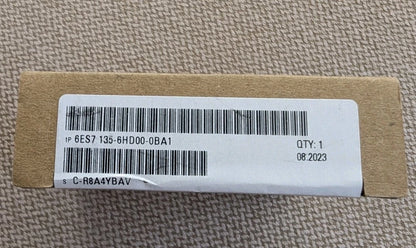 1P 6ES7 135-6HD00-0BA1
QTY: 1
08.2023
S C-R8A4YBAV